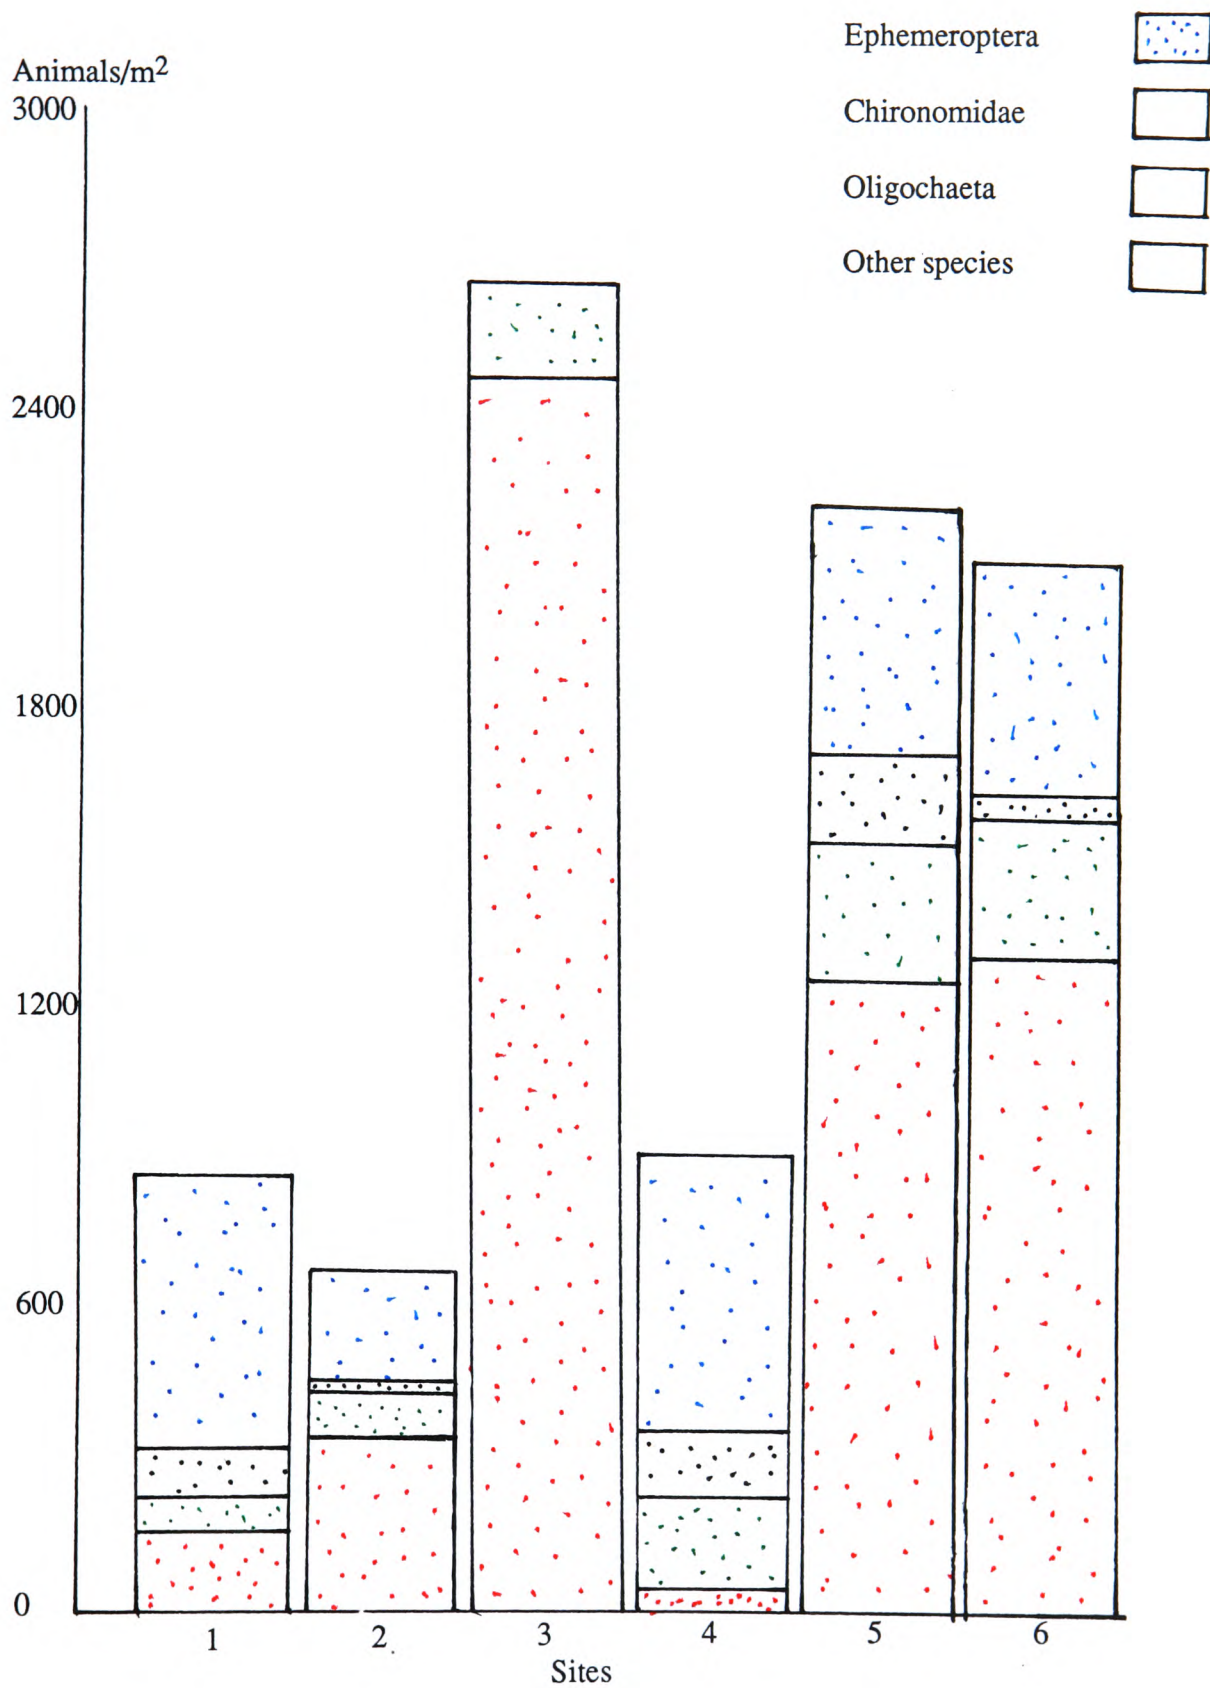 Ephemeroptera
Animals/m²
3000
Chironomidae
Oligochaeta
Other species
2400
1800
1200
600
0
1 2. 3 4 5 6
Sites